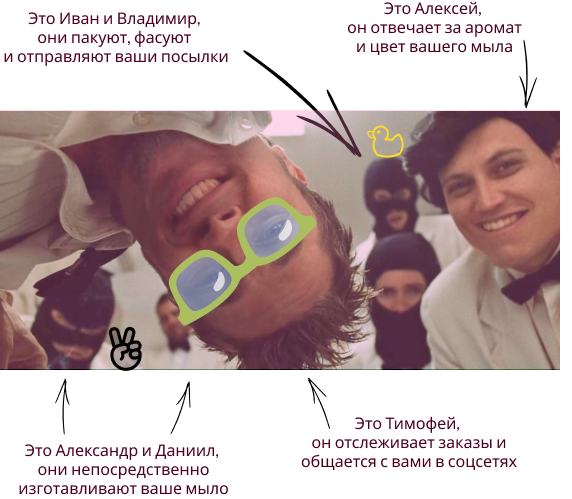 Это Иван и Владимир,
они пакуют, фасуют
и отправляют ваши посылки
Это Алексей,
он отвечает за аромат
и цвет вашего мыла
Это Александр и Даниил,
они непосредственно
изготавливают ваше мыло
Это Тимофей,
он отслеживает заказы и
общается с вами в соцсетях